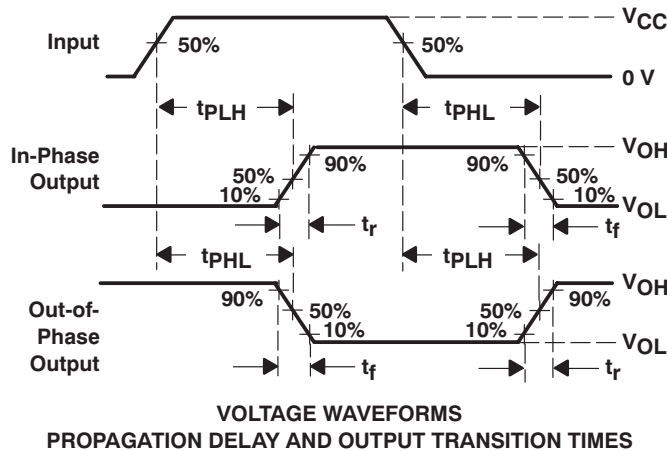 VCC
Input
50%
50%
0 V
tPLH
tPHL
In-Phase
Output
VOH
90%
90%
50%
50%
10%
10%
VOL
tr
tf
tPHL
tPLH
VOH
90%
90%
Out-of-
Phase
Output
50%
50%
10%
10%
VOL
tf
tr
VOLTAGE WAVEFORMS
PROPAGATION DELAY AND OUTPUT TRANSITION TIMES